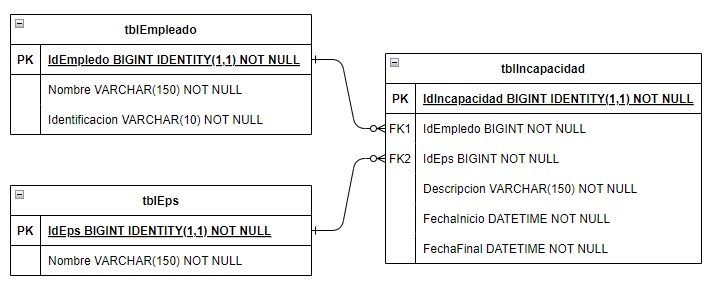 tblEmpleado
PK IdEmpledo BIGINT IDENTITY(1,1) NOT NULL
Nombre VARCHAR(150) NOT NULL
Identificacion VARCHAR(10) NOT NULL
tblEps
PK IdEps BIGINT IDENTITY(1,1) NOT NULL
Nombre VARCHAR(150) NOT NULL
tblIncapacidad
PK IdIncapacidad BIGINT IDENTITY(1,1) NOT NULL
FK1 IdEmpledo BIGINT NOT NULL
FK2 IdEps BIGINT NOT NULL
Descripcion VARCHAR(150) NOT NULL
FechaInicio DATETIME NOT NULL
FechaFinal DATETIME NOT NULL